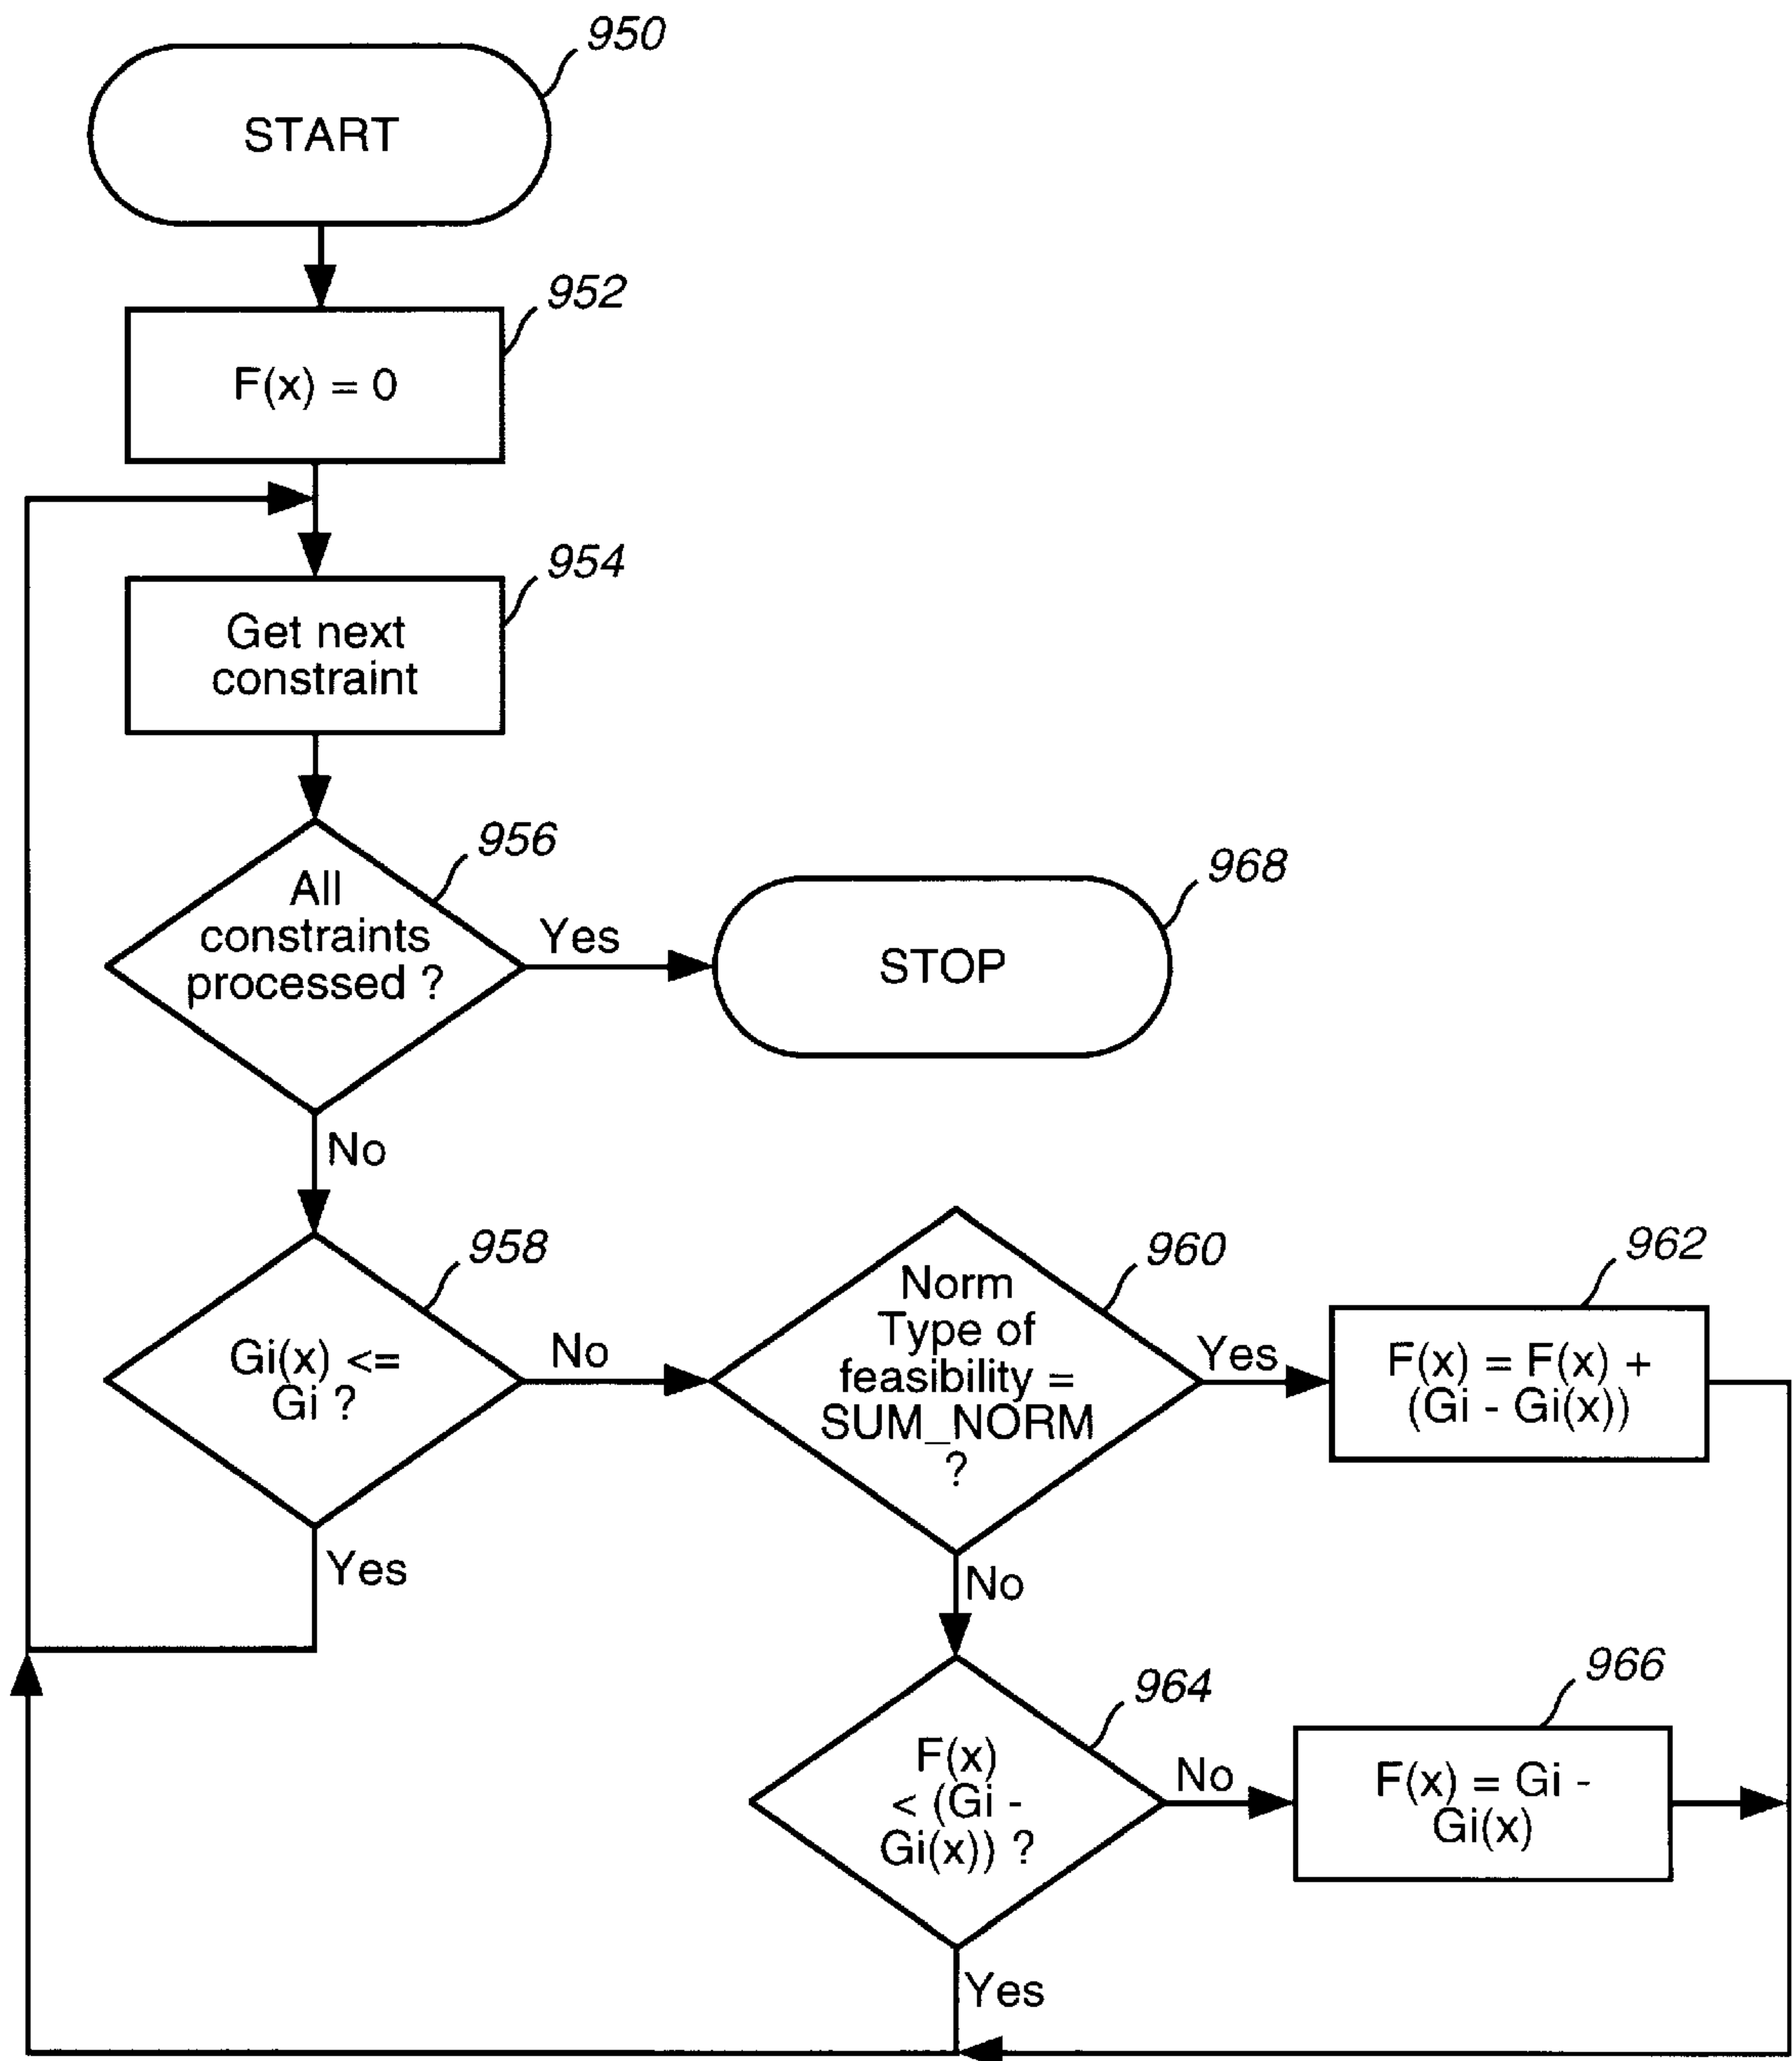 950
START
952
F(x) = 0
954
Get next
constraint
956
All
constraints
processed ?
Yes
968
STOP
No
958
Gi(x) <=
Gi ?
No
Yes
960
Norm
Type of
feasibility =
SUM_NORM
?
Yes
962
F(x) = F(x) +
(Gi - Gi(x))
No
964
F(x)
< (Gi -
Gi(x)) ?
No
966
F(x) = Gi -
Gi(x)
Yes